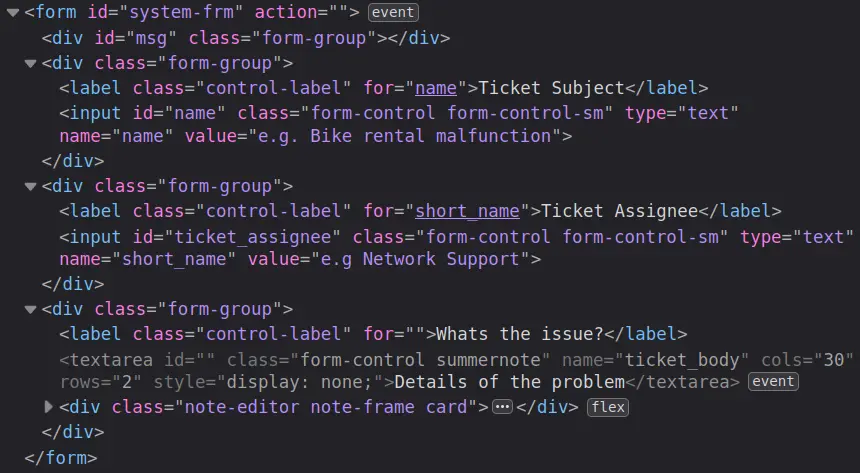 <form id="system-frm" action=""> event
<div id="msg" class="form-group"></div>
<div class="form-group">
<label class="control-label" for="name">Ticket Subject</label>
<input id="name" class="form-control form-control-sm" type="text"
name="name" value="e.g. Bike rental malfunction">
</div>
<div class="form-group">
<label class="control-label" for="short_name">Ticket Assignee</label>
<input id="ticket_assignee" class="form-control form-control-sm" type="text"
name="short_name" value="e.g Network Support">
</div>
<div class="form-group">
<label class="control-label" for="">Whats the issue?</label>
<textarea id="" class="form-control summernote" name="ticket_body" cols="30"
rows="2" style="display: none;">Details of the problem</textarea> event
<div class="note-editor note-frame card">…</div> flex
</div>
</form>